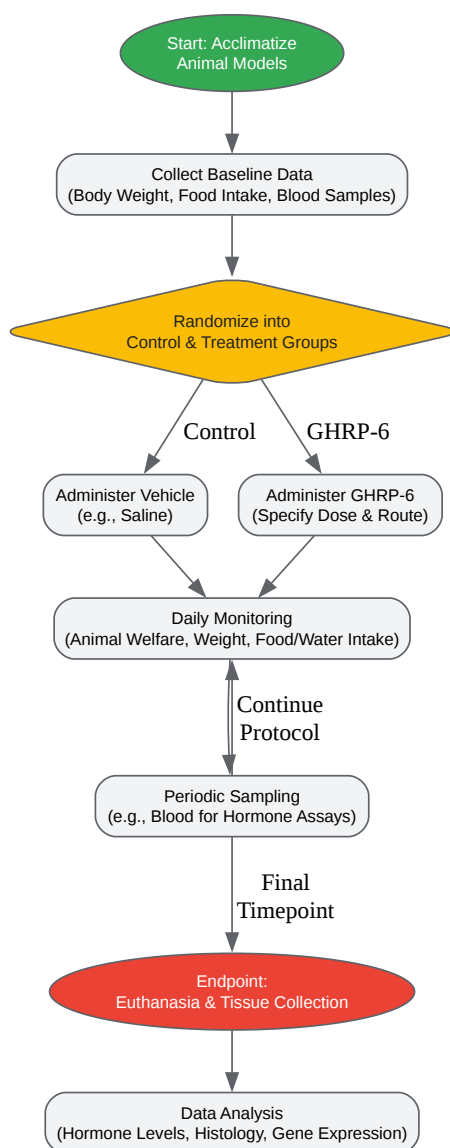 Start: Acclimatize
Animal Models
Collect Baseline Data
(Body Weight, Food Intake, Blood Samples)
Randomize into
Control & Treatment Groups
Control
GHRP-6
Administer Vehicle
(e.g., Saline)
Administer GHRP-6
(Specify Dose & Route)
Daily Monitoring
(Animal Welfare, Weight, Food/Water Intake)
Continue
Protocol
Periodic Sampling
(e.g., Blood for Hormone Assays)
Final
Timepoint
Endpoint:
Euthanasia & Tissue Collection
Data Analysis
(Hormone Levels, Histology, Gene Expression)